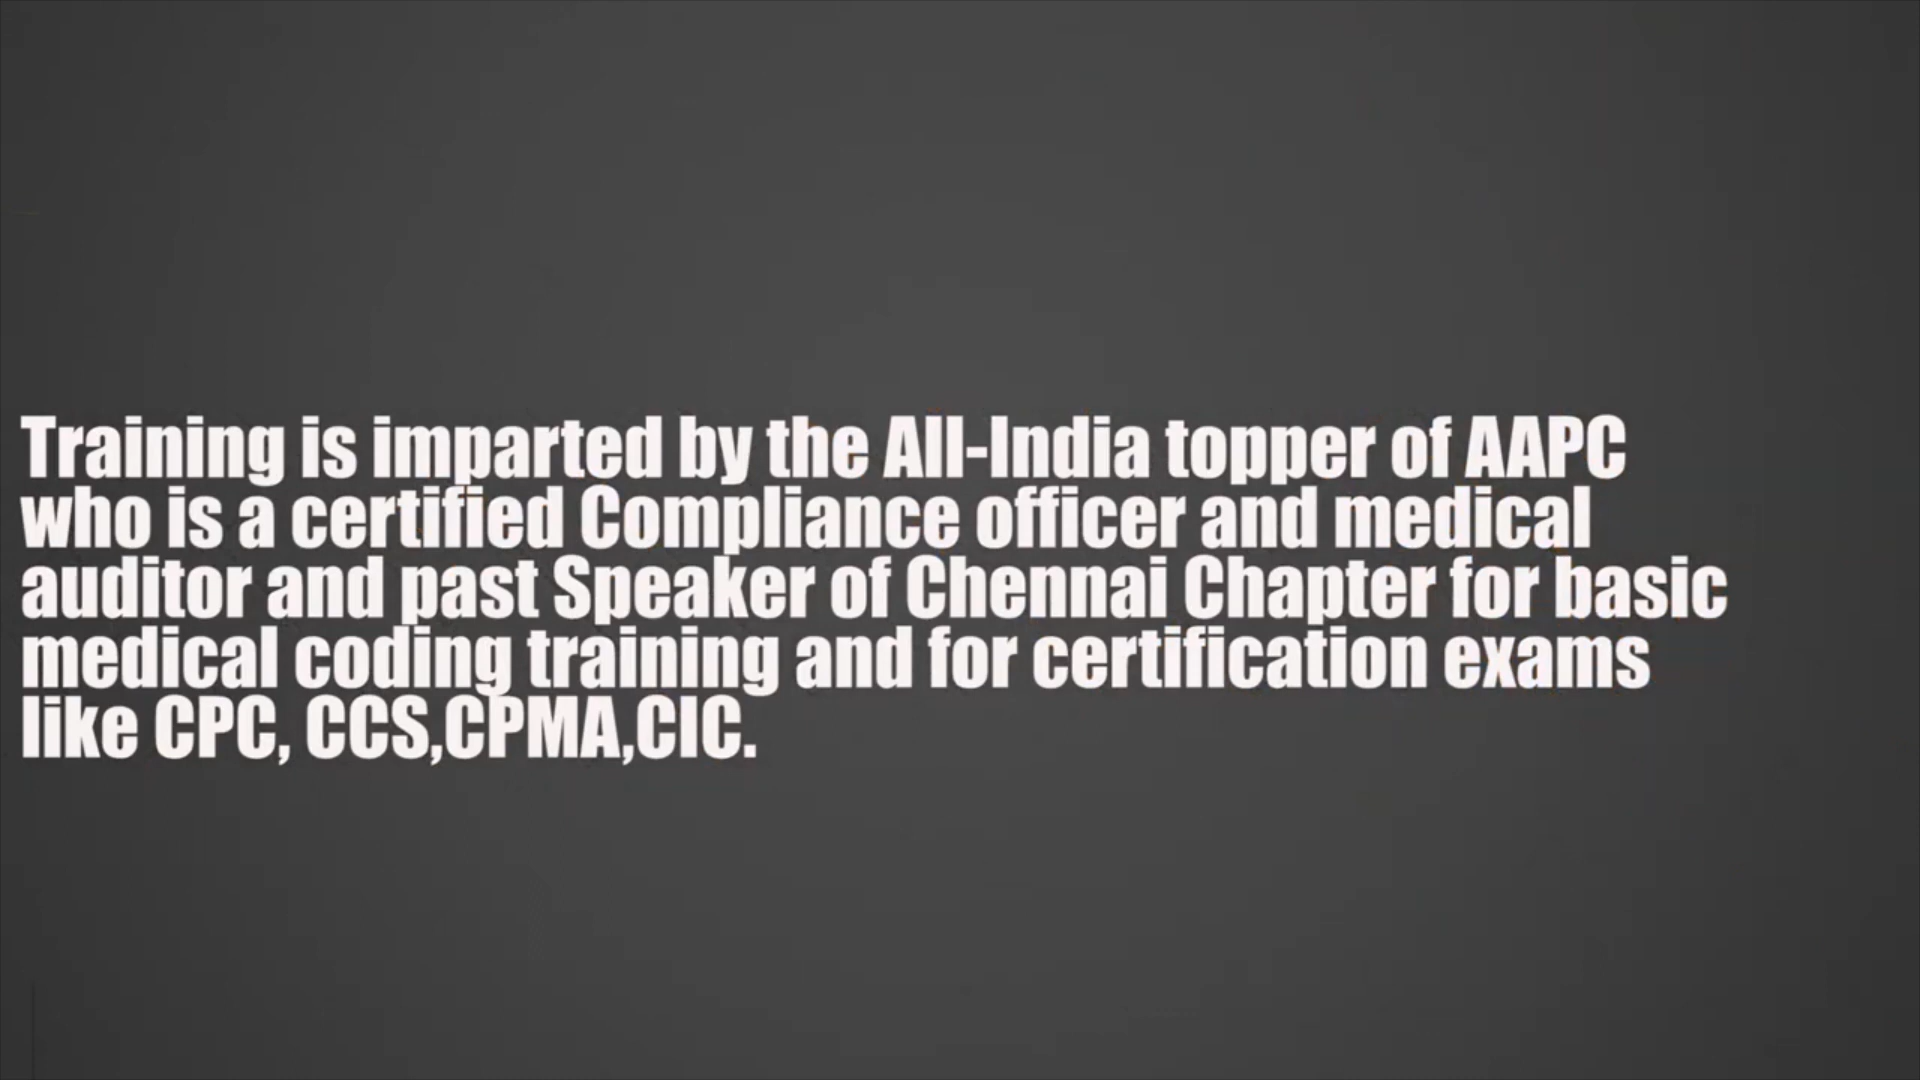 Training is imparted by the All-India topper of AAPC
who is a certified Compliance officer and medical
auditor and past Speaker of Chennai Chapter for basic
medical coding training and for certification exams
like CPC, CCS,CPMA,CIC.